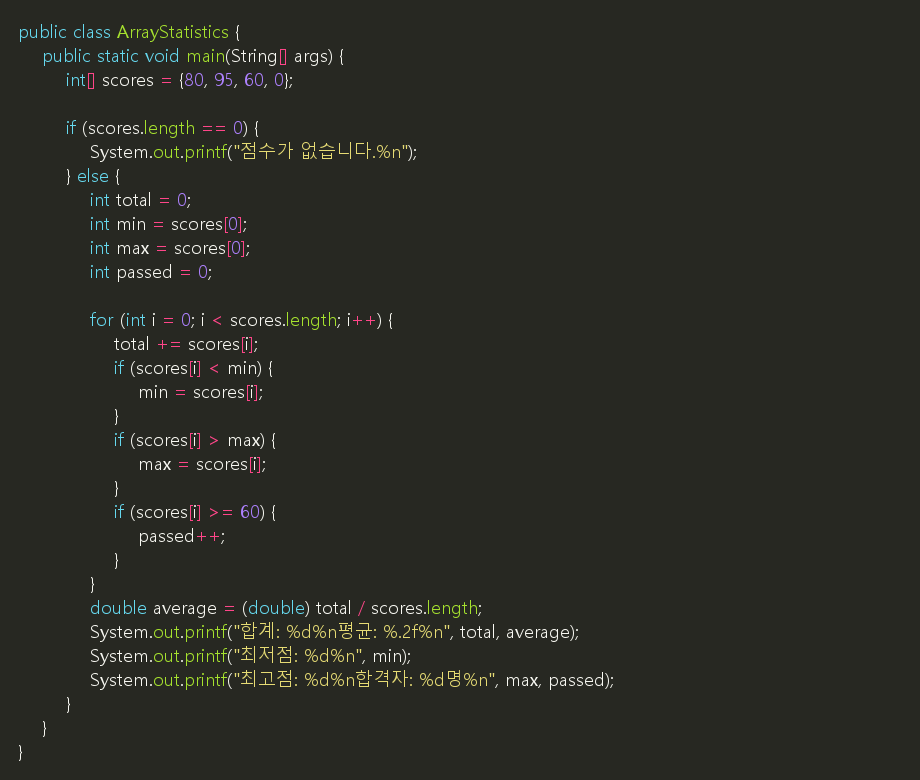 public class ArrayStatistics {
    public static void main(String[] args) {
        int[] scores = {80, 95, 60, 0};

        if (scores.length == 0) {
            System.out.printf("점수가 없습니다.%n");
        } else {
            int total = 0;
            int min = scores[0];
            int max = scores[0];
            int passed = 0;

            for (int i = 0; i < scores.length; i++) {
                total += scores[i];
                if (scores[i] < min) {
                    min = scores[i];
                }
                if (scores[i] > max) {
                    max = scores[i];
                }
                if (scores[i] >= 60) {
                    passed++;
                }
            }
            double average = (double) total / scores.length;
            System.out.printf("합계: %d%n평균: %.2f%n", total, average);
            System.out.printf("최저점: %d%n", min);
            System.out.printf("최고점: %d%n합격자: %d명%n", max, passed);
        }
    }
}